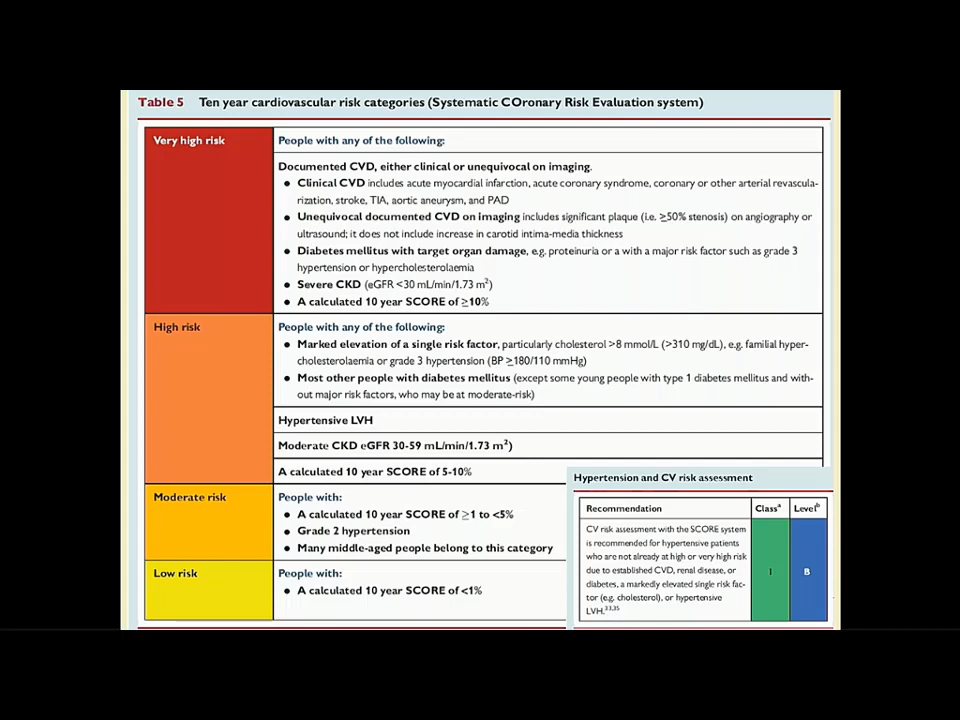 Table 5 Ten year cardiovascular risk categories (Systematic COronary Risk Evaluation system)
Very high risk
People with any of the following:
Documented CVD, either clinical or unequivocal on imaging.
● Clinical CVD includes acute myocardial infarction, acute coronary syndrome, coronary or other arterial revascula-
rization, stroke, TIA, aortic aneurysm, and PAD
● Unequivocal documented CVD on imaging includes significant plaque (i.e. ≥50% stenosis) on angiography or
ultrasound; it does not include increase in carotid intima-media thickness
● Diabetes mellitus with target organ damage, e.g. proteinuria or a with a major risk factor such as grade 3
hypertension or hypercholesterolaemia
● Severe CKD (eGFR <30 mL/min/1.73 m²)
● A calculated 10 year SCORE of ≥10%
High risk
People with any of the following:
● Marked elevation of a single risk factor, particularly cholesterol >8 mmol/L (>310 mg/dL), e.g. familial hyper-
cholesterolaemia or grade 3 hypertension (BP ≥180/110 mmHg)
● Most other people with diabetes mellitus (except some young people with type 1 diabetes mellitus and with-
out major risk factors, who may be at moderate-risk)
Hypertensive LVH
Moderate CKD eGFR 30-59 mL/min/1.73 m²)
A calculated 10 year SCORE of 5-10%
Moderate risk
People with:
● A calculated 10 year SCORE of ≥1 to <5%
● Grade 2 hypertension
● Many middle-aged people belong to this category
Low risk
People with:
● A calculated 10 year SCORE of <1%
Hypertension and CV risk assessment
Recommendation Classᵃ Levelᵇ
CV risk assessment with the SCORE system
is recommended for hypertensive patients
who are not already at high or very high risk
due to established CVD, renal disease, or
diabetes, a markedly elevated single risk fac-
tor (e.g. cholesterol), or hypertensive
LVH.³³,³⁵
I B